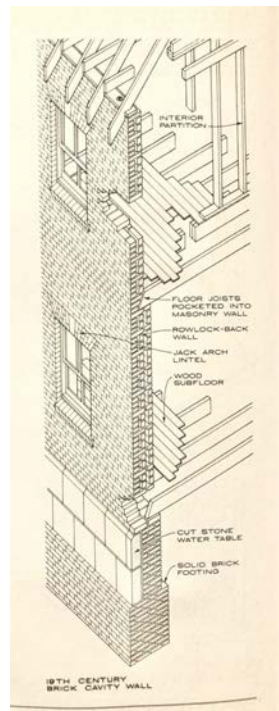 INTERIOR
PARTITION
FLOOR JOISTS
POCKETED INTO
MASONRY WALL
ROWLOCK-BACK
WALL
JACK ARCH
LINTEL
WOOD
SUBFLOOR
CUT STONE
WATER TABLE
SOLID BRICK
FOOTING
19TH CENTURY
BRICK CAVITY WALL